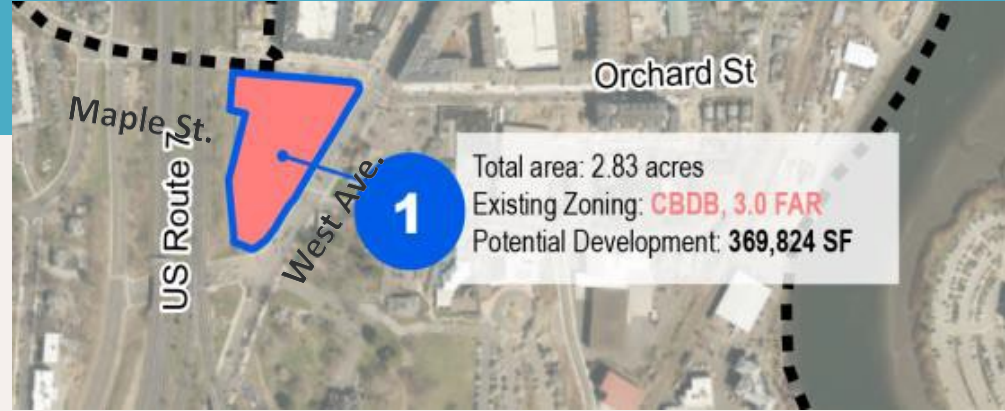 Orchard St
Maple St.
US Route 7
West Ave.
1
Total area: 2.83 acres
Existing Zoning: CBDB, 3.0 FAR
Potential Development: 369,824 SF